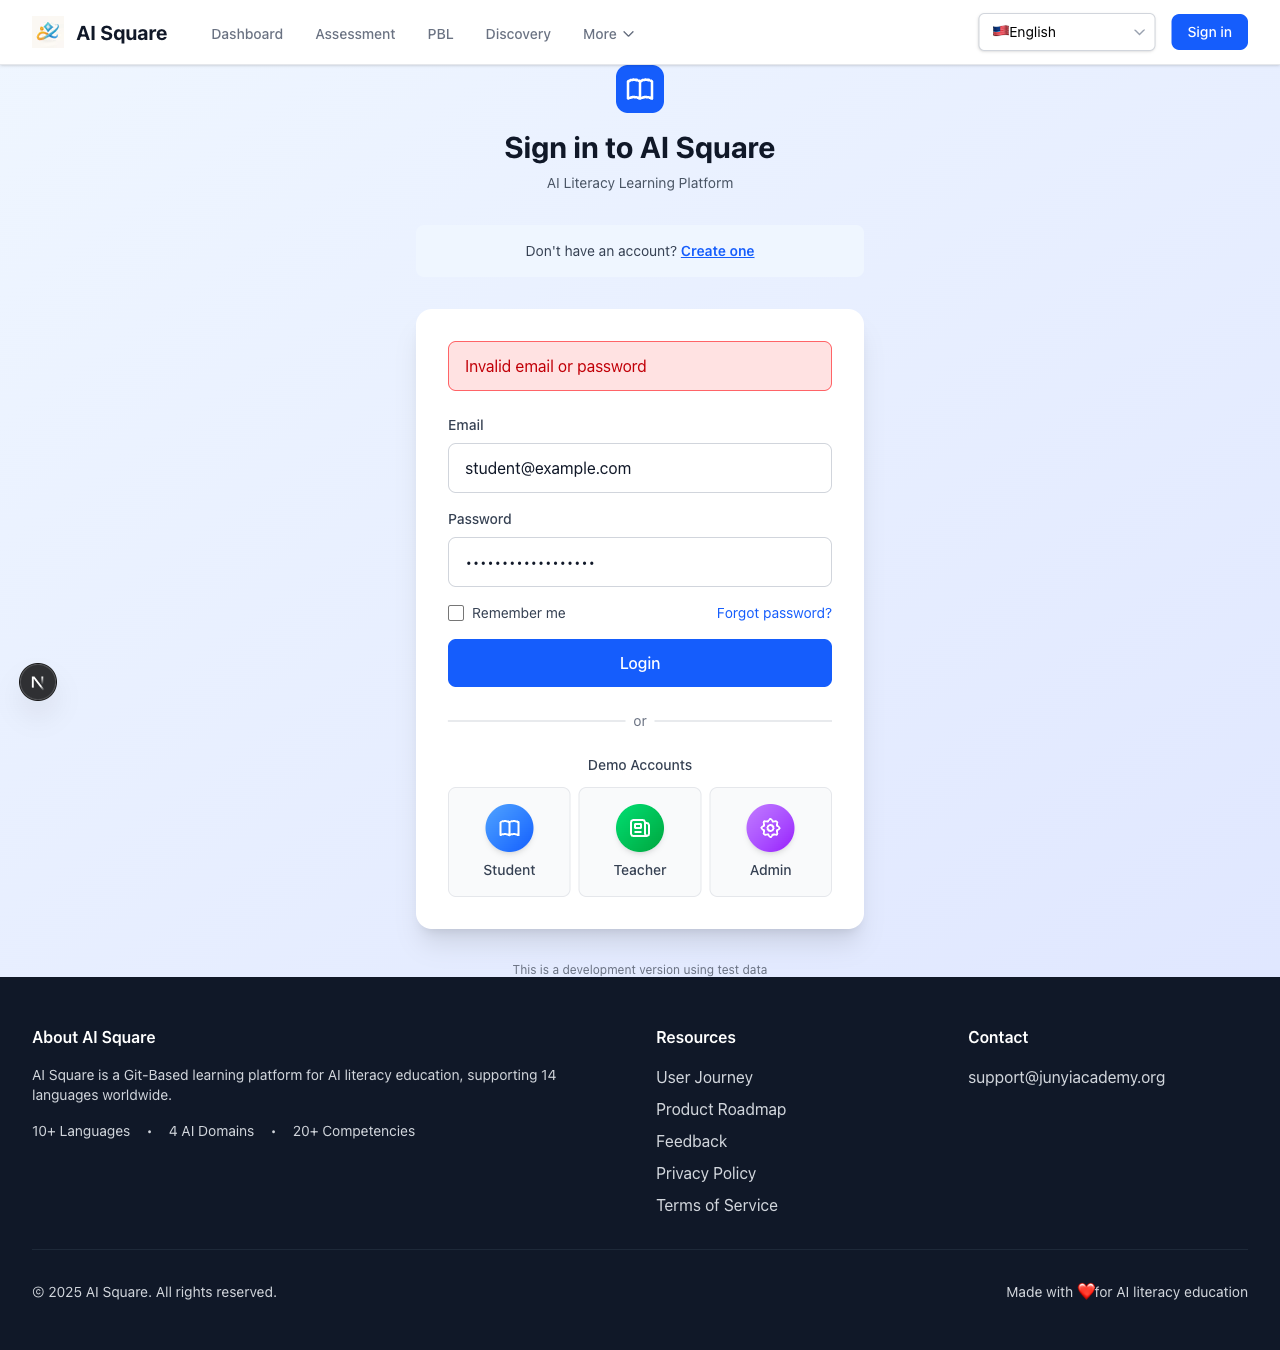 AI Square
Dashboard
Assessment
PBL
Discovery
More
English
Sign in
Sign in to AI Square
AI Literacy Learning Platform
Don't have an account? Create one
Invalid email or password
Email
student@example.com
Password
••••••••••••••••••
Remember me
Forgot password?
Login
or
Demo Accounts
Student
Teacher
Admin
This is a development version using test data
About AI Square
AI Square is a Git-Based learning platform for AI literacy education, supporting 14
languages worldwide.
10+ Languages • 4 AI Domains • 20+ Competencies
Resources
User Journey
Product Roadmap
Feedback
Privacy Policy
Terms of Service
Contact
support@junyiacademy.org
© 2025 AI Square. All rights reserved.
Made with ❤️for AI literacy education